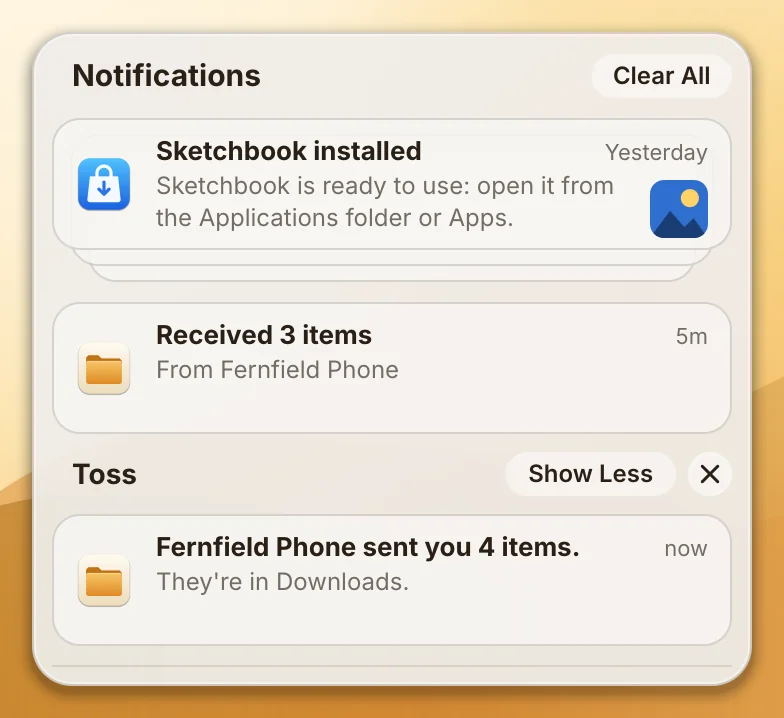 Notifications
Clear All
Sketchbook installed
Yesterday
Sketchbook is ready to use: open it from
the Applications folder or Apps.
Received 3 items
5m
From Fernfield Phone
Toss
Show Less
Fernfield Phone sent you 4 items.
now
They're in Downloads.